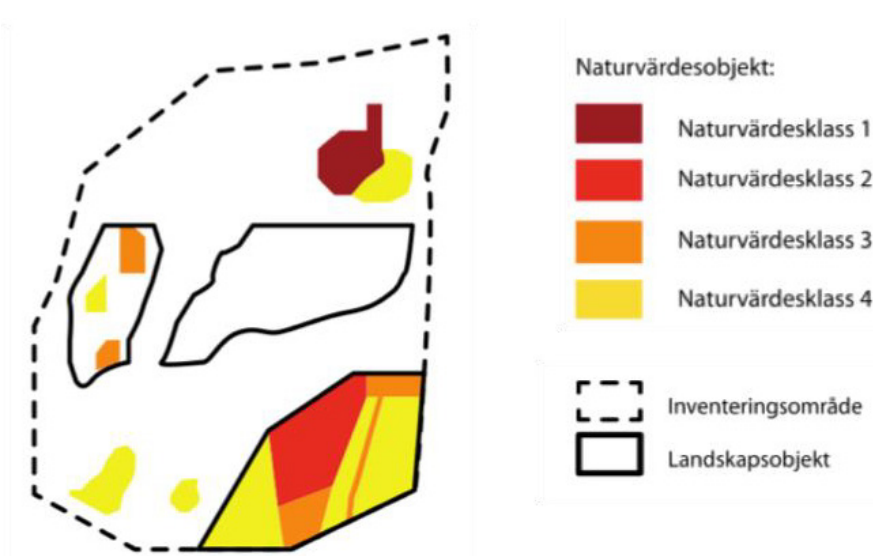 Naturvärdesobjekt:
Naturvärdesklass 1
Naturvärdesklass 2
Naturvärdesklass 3
Naturvärdesklass 4
Inventeringsområde
Landskapsobjekt